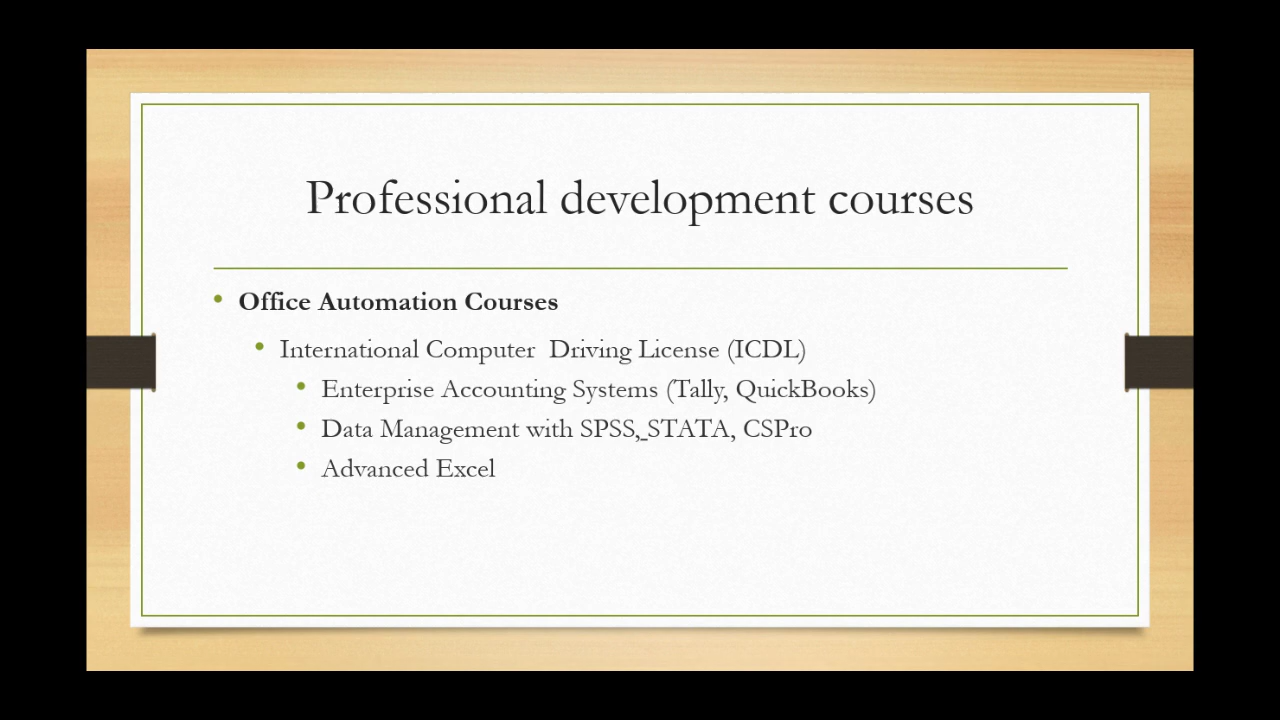 Professional development courses
• Office Automation Courses
• International Computer  Driving License (ICDL)
• Enterprise Accounting Systems (Tally, QuickBooks)
• Data Management with SPSS, STATA, CSPro
• Advanced Excel